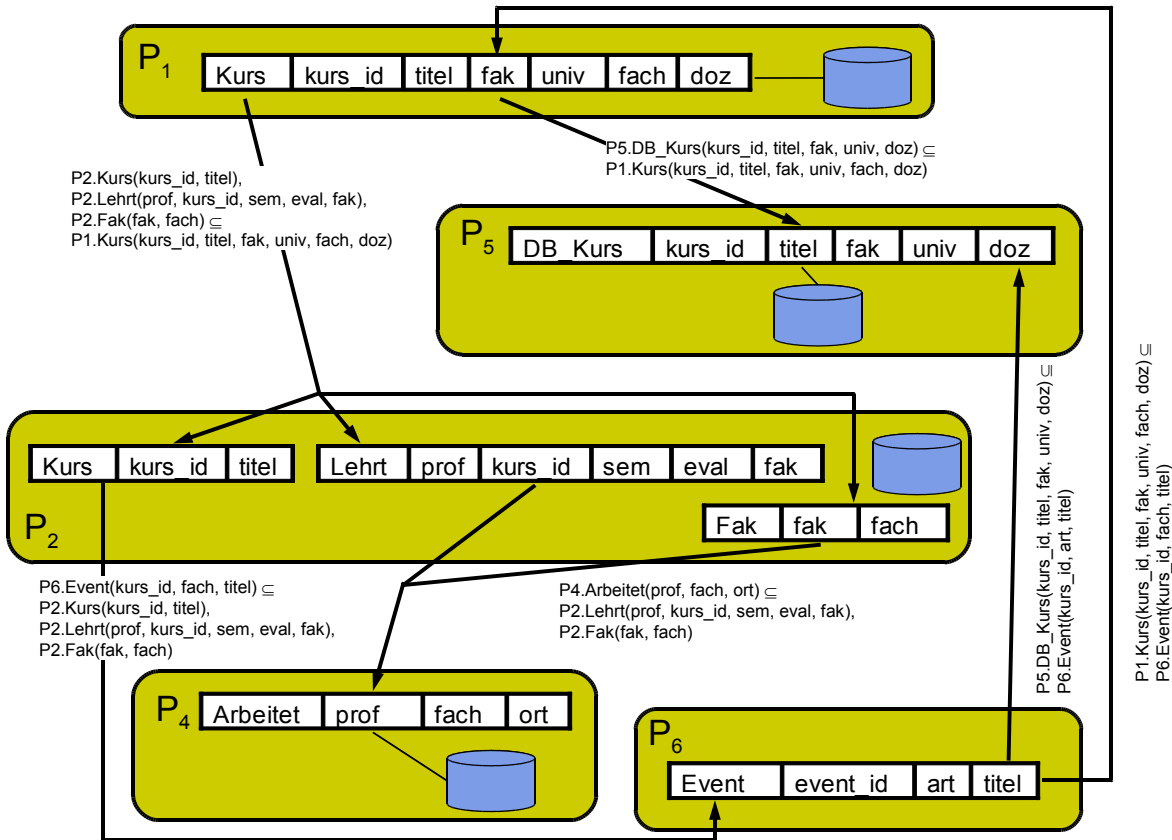 P1
Kurs kurs_id titel fak univ fach doz
P5.DB_Kurs(kurs_id, titel, fak, univ, doz) ⊆
P1.Kurs(kurs_id, titel, fak, univ, fach, doz)
P2.Kurs(kurs_id, titel),
P2.Lehrt(prof, kurs_id, sem, eval, fak),
P2.Fak(fak, fach) ⊆
P1.Kurs(kurs_id, titel, fak, univ, fach, doz)
P5
DB_Kurs kurs_id titel fak univ doz
P2
Kurs kurs_id titel
Lehrt prof kurs_id sem eval fak
Fak fak fach
P6.Event(kurs_id, fach, titel) ⊆
P2.Kurs(kurs_id, titel),
P2.Lehrt(prof, kurs_id, sem, eval, fak),
P2.Fak(fak, fach)
P4.Arbeitet(prof, fach, ort) ⊆
P2.Lehrt(prof, kurs_id, sem, eval, fak),
P2.Fak(fak, fach)
P5.DB_Kurs(kurs_id, titel, fak, univ, doz) ⊆
P6.Event(kurs_id, art, titel)
P1.Kurs(kurs_id, titel, fak, univ, fach, doz) ⊆
P6.Event(kurs_id, fach, titel)
P4
Arbeitet prof fach ort
P6
Event event_id art titel